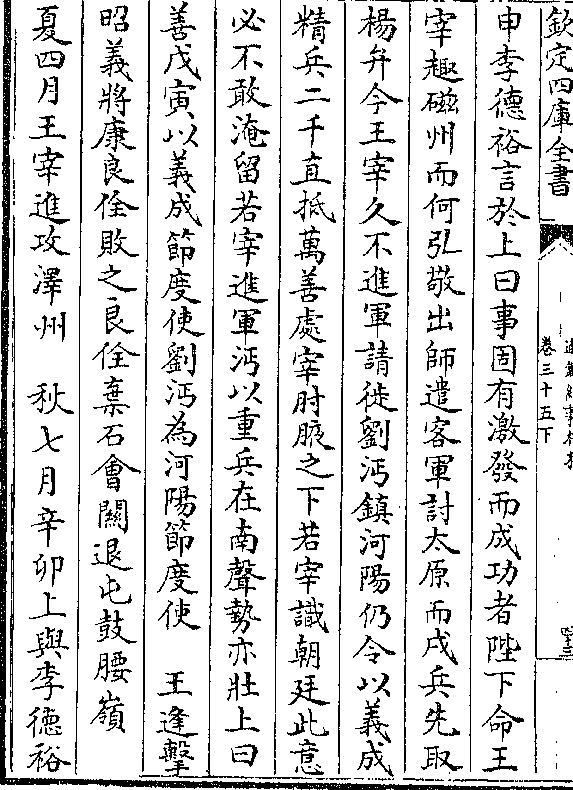 欽定四庫全書
卷三十五下
申李德裕言於上曰事固有激發而成功者陛下命王
宰趣磁州而何弘敬出師遣客軍討太原而戍兵先取
楊弁今王宰久不進軍請徙劉沔鎮河陽仍令以義成
精兵二千直抵萬善處宰肘腋之下若宰識朝廷此意
必不敢淹留若宰進軍沔以重兵在南聲勢亦壯上曰
善戊寅以義成節度使劉沔為河陽節度使　王逢擊
昭義將康良佺敗之良佺棄石會關退屯鼓腰嶺
夏四月王宰進攻澤州　秋七月辛卯上與李德裕